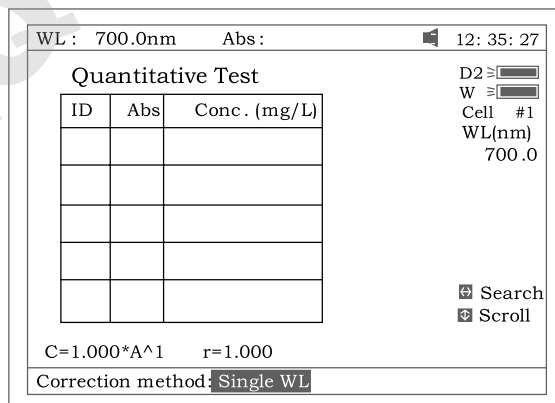 WL: 700.0nm Abs: 12: 35: 27
Quantitative Test
D2
W
Cell #1
WL(nm)
700.0
ID Abs Conc. (mg/L)
Search
Scroll
C=1.000*A^1 r=1.000
Correction method: Single WL